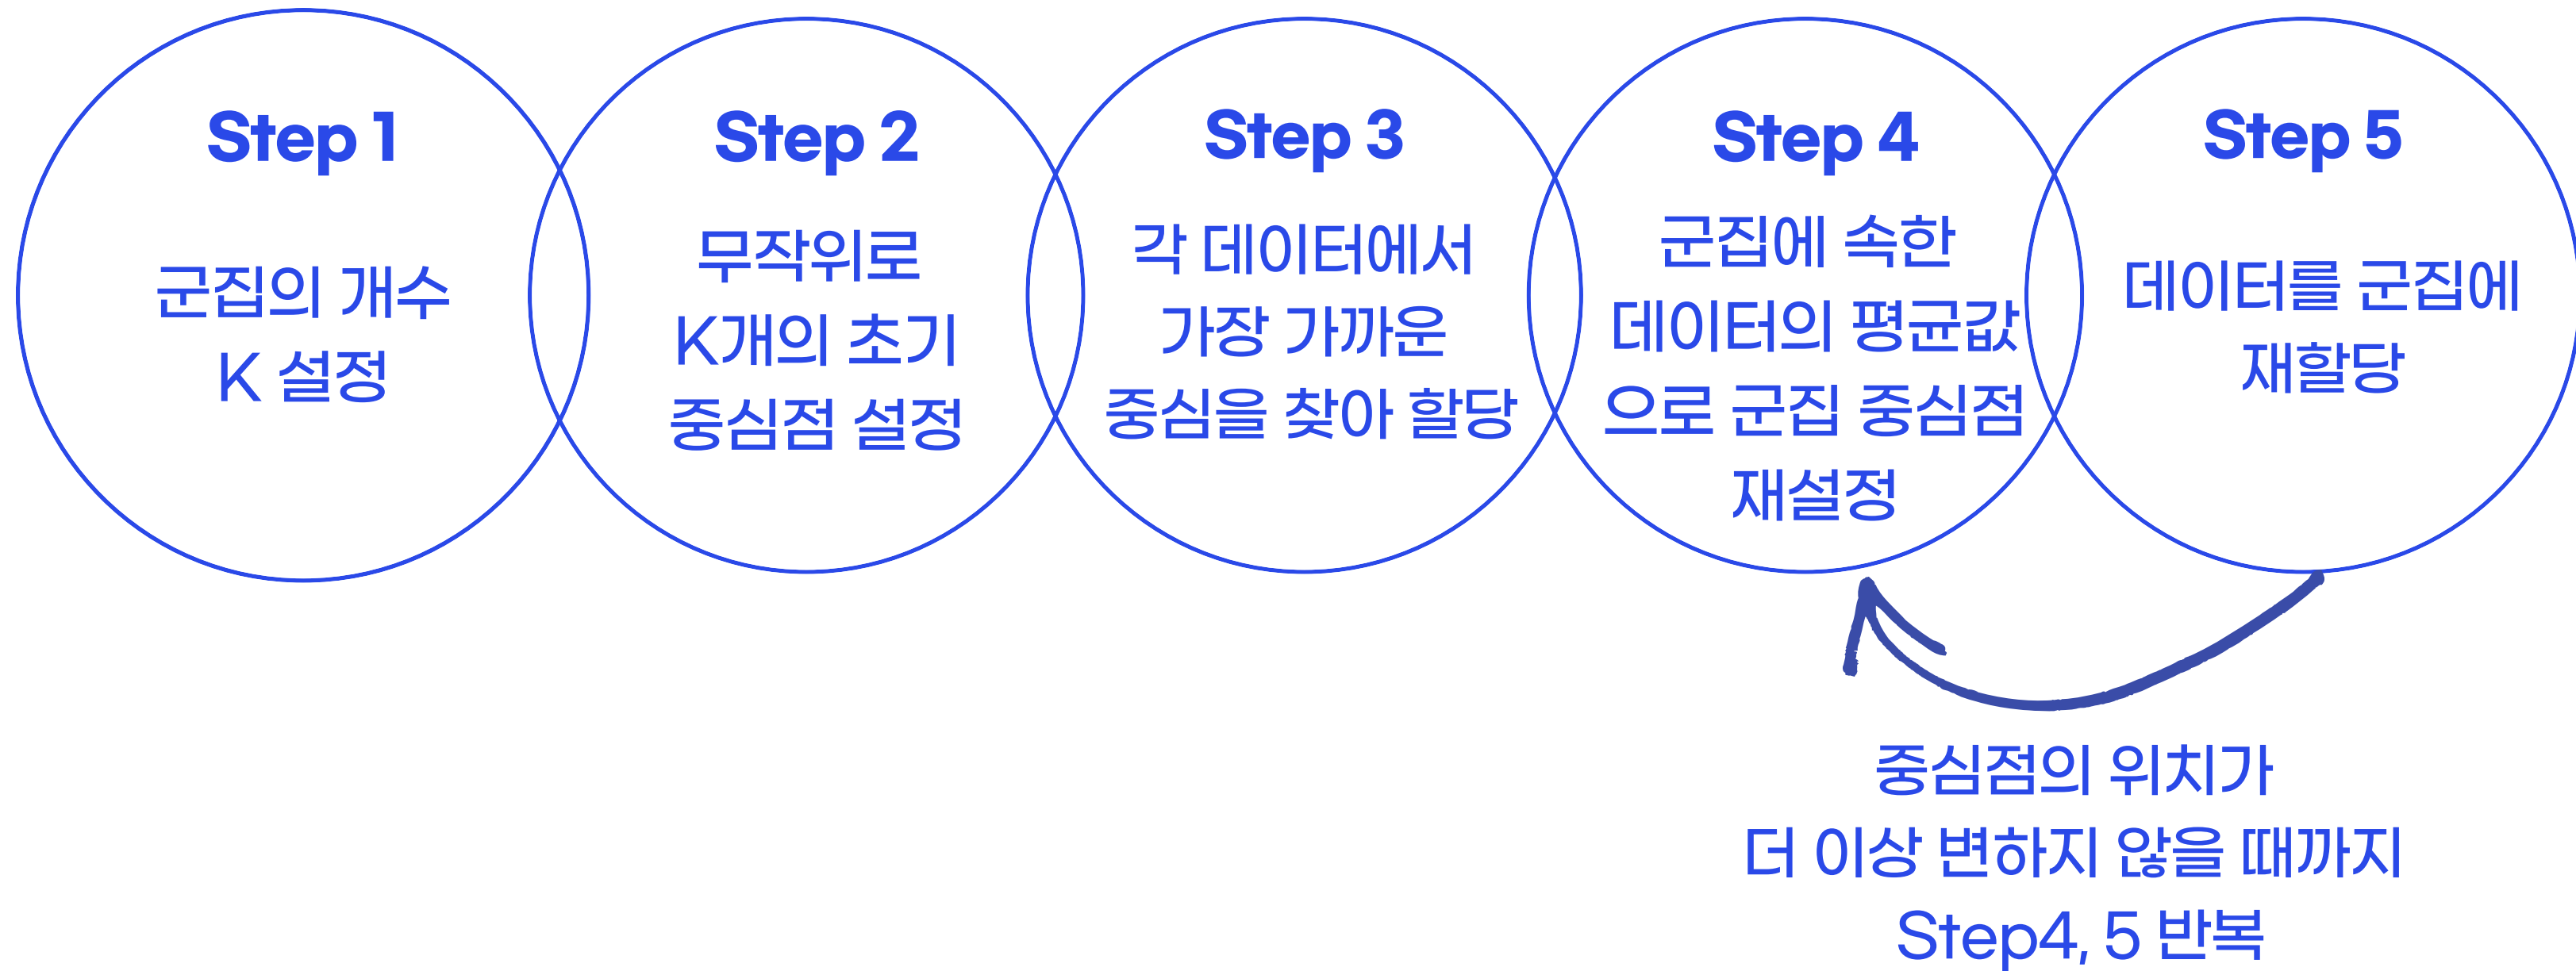 Step 1
군집의 개수
K 설정
Step 2
무작위로
K개의 초기
중심점 설정
Step 3
각 데이터에서
가장 가까운
중심을 찾아 할당
Step 4
군집에 속한
데이터의 평균값
으로 군집 중심점
재설정
Step 5
데이터를 군집에
재할당
중심점의 위치가
더 이상 변하지 않을 때까지
Step4, 5 반복